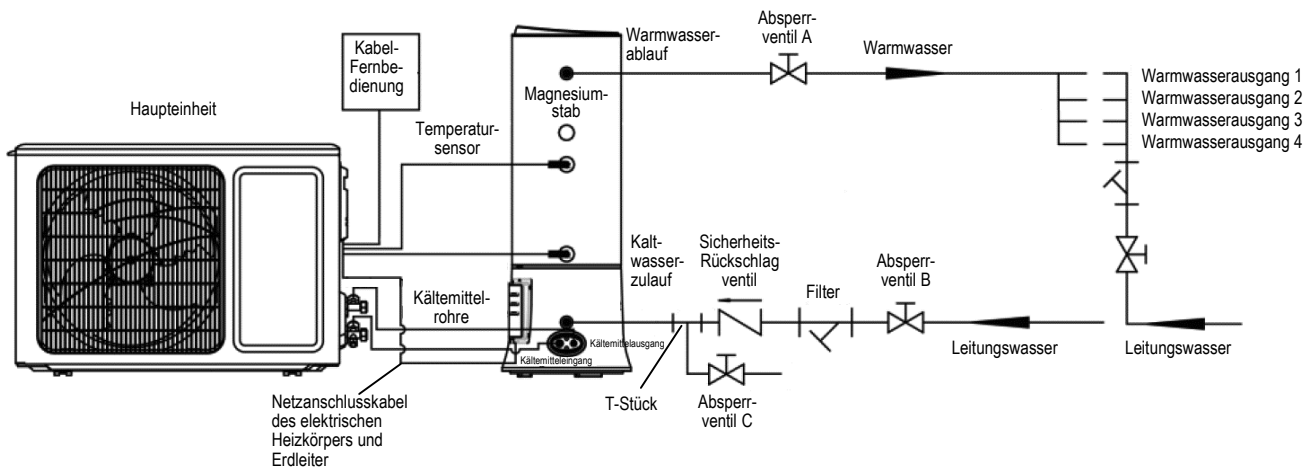 Haupteinheit
Kabel-
Fernbe-
dienung
Temperatur-
sensor
Kältemittel-
rohre
Netzanschlusskabel
des elektrischen
Heizkörpers und
Erdleiter
Magnesium-
stab
Kältemitteleingang
Kältemittelausgang
Warmwasser-
ablauf
Absperr-
ventil A
Warmwasser
Warmwasserausgang 1
Warmwasserausgang 2
Warmwasserausgang 3
Warmwasserausgang 4
Kalt-
wasser-
zulauf
Sicherheits-
Rückschlag
ventil
Filter
Absperr-
ventil B
T-Stück
Absperr-
ventil C
Leitungswasser
Leitungswasser